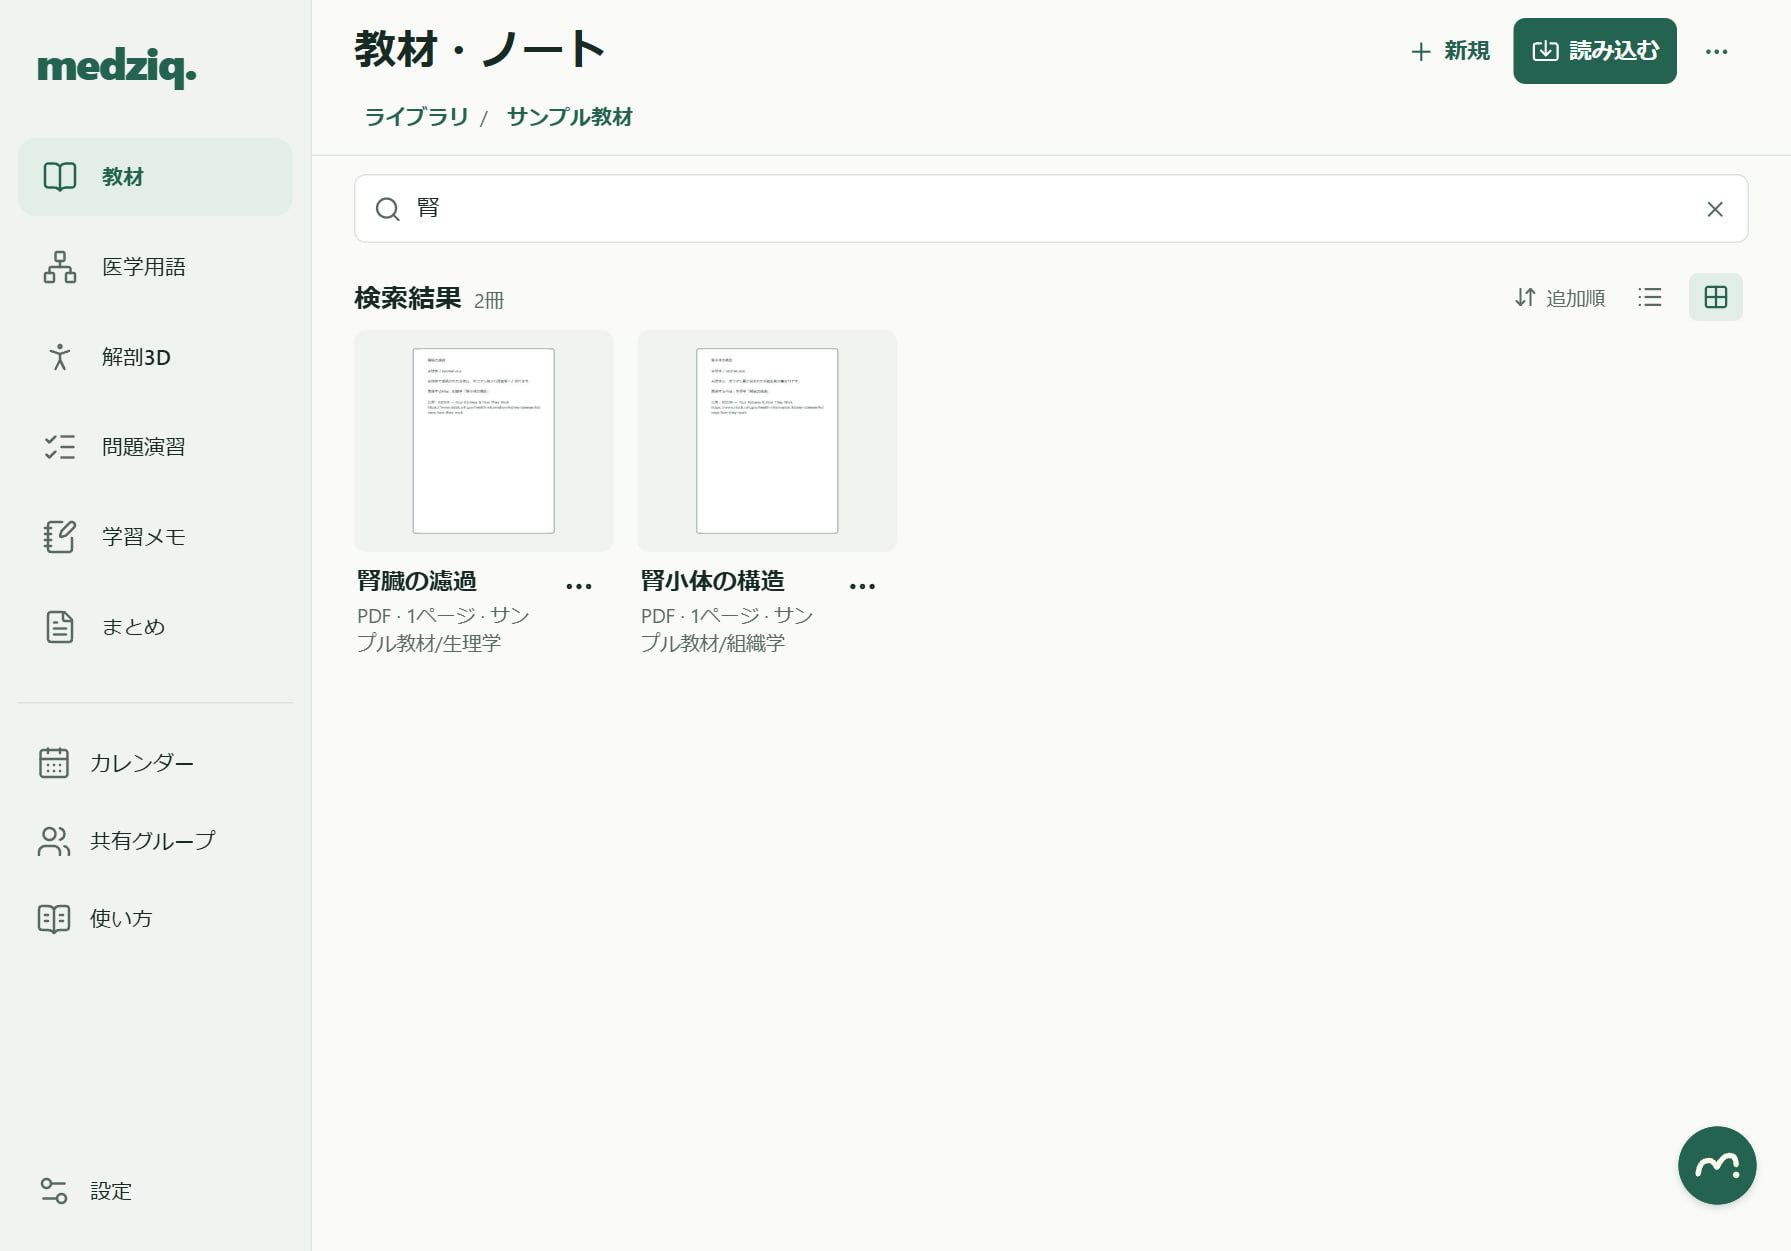 medziq.
教材
医学用語
解剖3D
問題演習
学習メモ
まとめ
カレンダー
共有グループ
使い方
設定
教材・ノート
新規
読み込む
ライブラリ / サンプル教材
腎
検索結果 2冊
追加順
腎臓の濾過
PDF · 1ページ · サン
プル教材/生理学
腎小体の構造
PDF · 1ページ · サン
プル教材/組織学